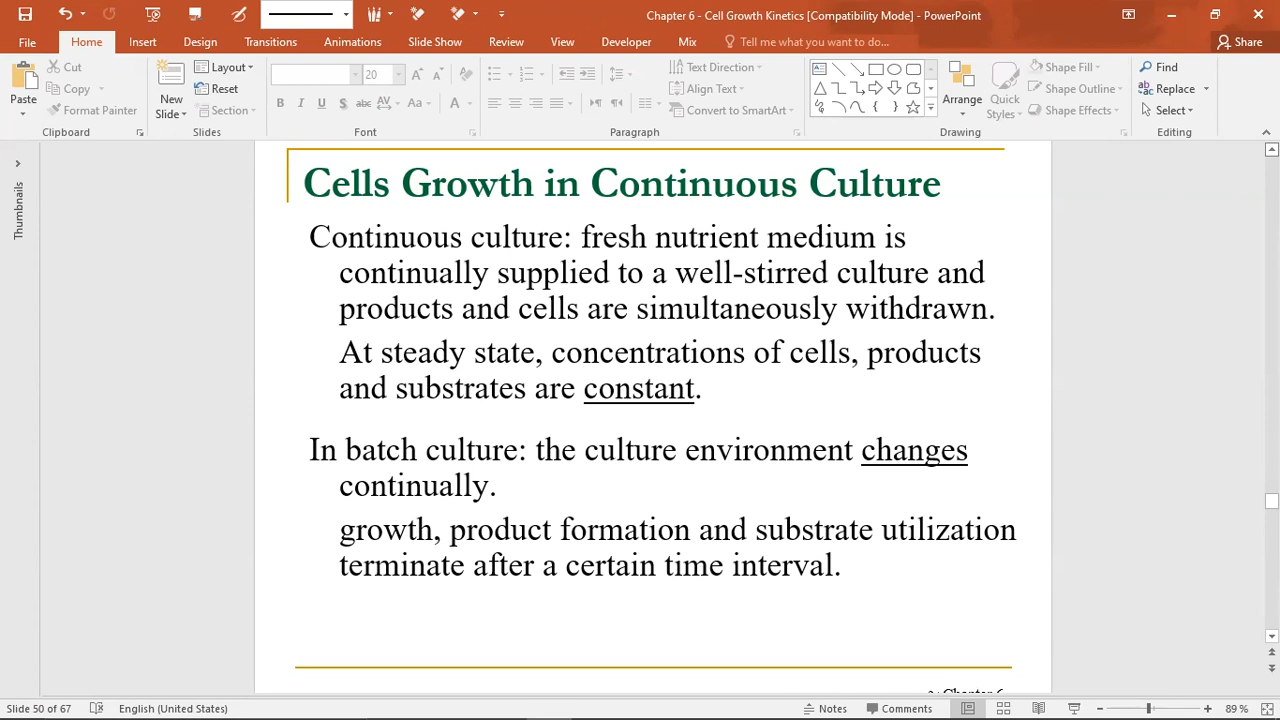 Chapter 6 - Cell Growth Kinetics [Compatibility Mode] - PowerPoint
File Home Insert Design Transitions Animations Slide Show Review View Developer Mix Tell me what you want to do... Share
Paste
Cut
Copy
Format Painter
Clipboard
New Slide
Layout
Reset
Section
Slides
20
B I U S abc AV Aa A
Font
Text Direction
Align Text
Convert to SmartArt
Paragraph
Arrange
Quick Styles
Shape Fill
Shape Outline
Shape Effects
Drawing
Find
Replace
Select
Editing
Thumbnails
Cells Growth in Continuous Culture
Continuous culture: fresh nutrient medium is
continually supplied to a well-stirred culture and
products and cells are simultaneously withdrawn.
At steady state, concentrations of cells, products
and substrates are constant.
In batch culture: the culture environment changes
continually.
growth, product formation and substrate utilization
terminate after a certain time interval.
Chapter 6
Slide 50 of 67 English (United States) Notes Comments 89 %